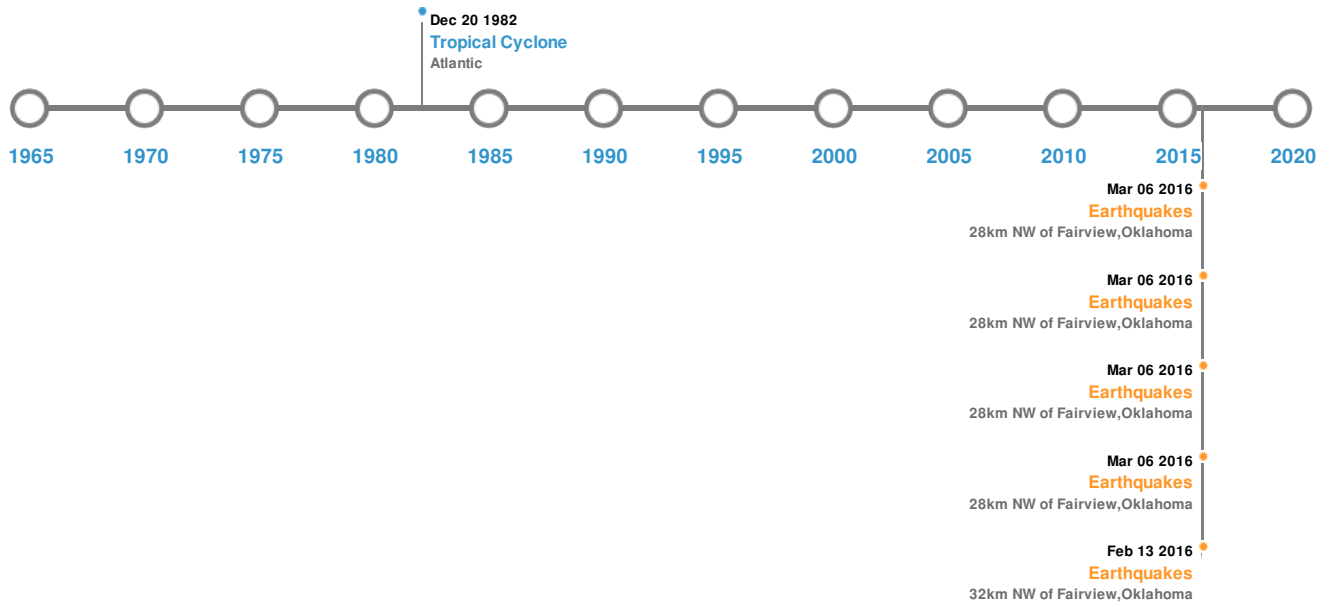 Dec 20 1982
Tropical Cyclone
Atlantic
1965 1970 1975 1980 1985 1990 1995 2000 2005 2010 2015 2020
Mar 06 2016
Earthquakes
28km NW of Fairview,Oklahoma
Mar 06 2016
Earthquakes
28km NW of Fairview,Oklahoma
Mar 06 2016
Earthquakes
28km NW of Fairview,Oklahoma
Mar 06 2016
Earthquakes
28km NW of Fairview,Oklahoma
Feb 13 2016
Earthquakes
32km NW of Fairview,Oklahoma